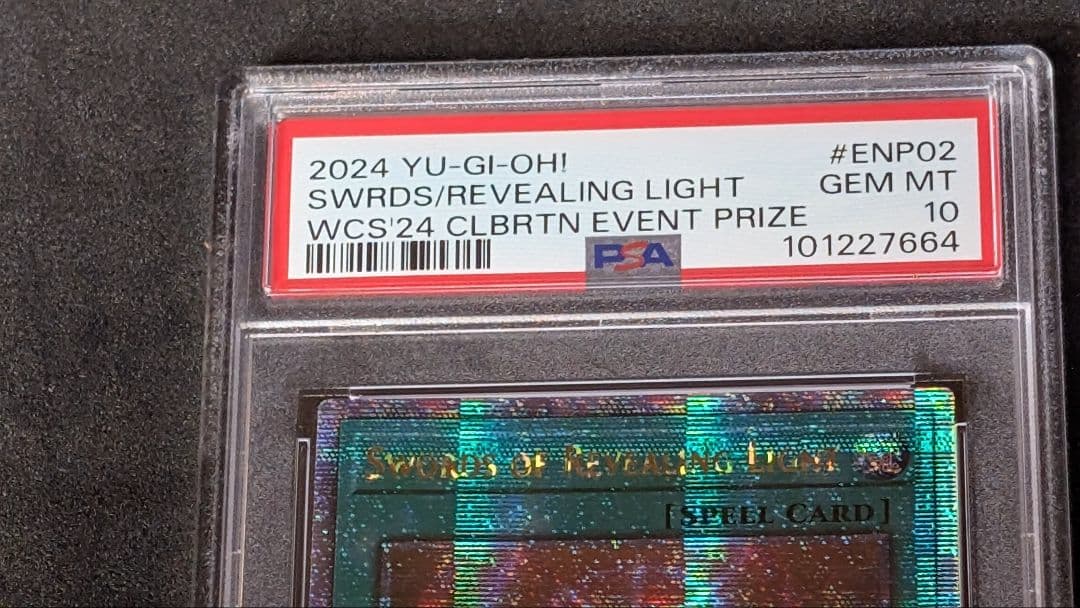 2024 YU-GI-OH! #ENP02
SWRDS/REVEALING LIGHT GEM MT
WCS'24 CLBRTN EVENT PRIZE 10
PSA 101227664
SWORDS OF REVEALING LIGHT
[SPELL CARD]